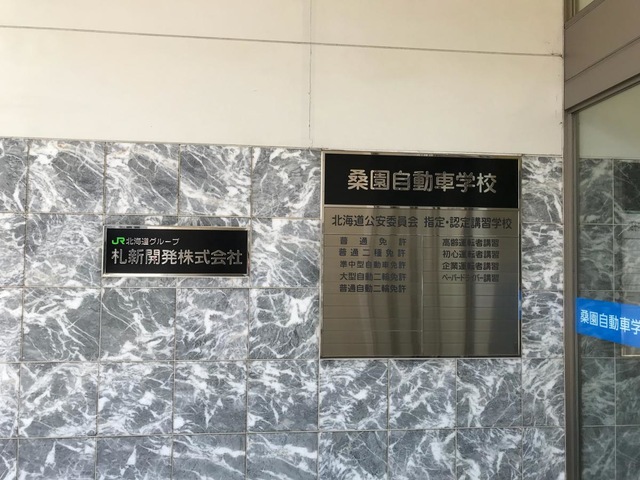 JR北海道グループ
札新開発株式会社
桑園自動車学校
北海道公安委員会 指定・認定講習学校
普通免許 高齢運転者講習
普通二種免許 初心運転者講習
準中型自動車免許 企業運転者講習
大型自動二輪免許 ペーパードライバー講習
普通自動二輪免許
桑園自動車学